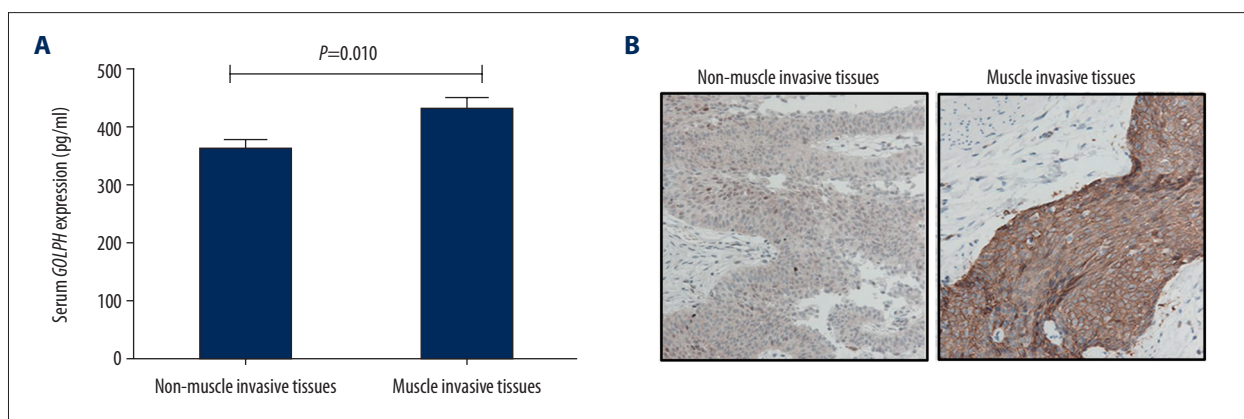 A
P=0.010
Serum GOLPH expression (pg/ml)
500
400
300
200
100
0
Non-muscle invasive tissues
Muscle invasive tissues
B
Non-muscle invasive tissues
Muscle invasive tissues